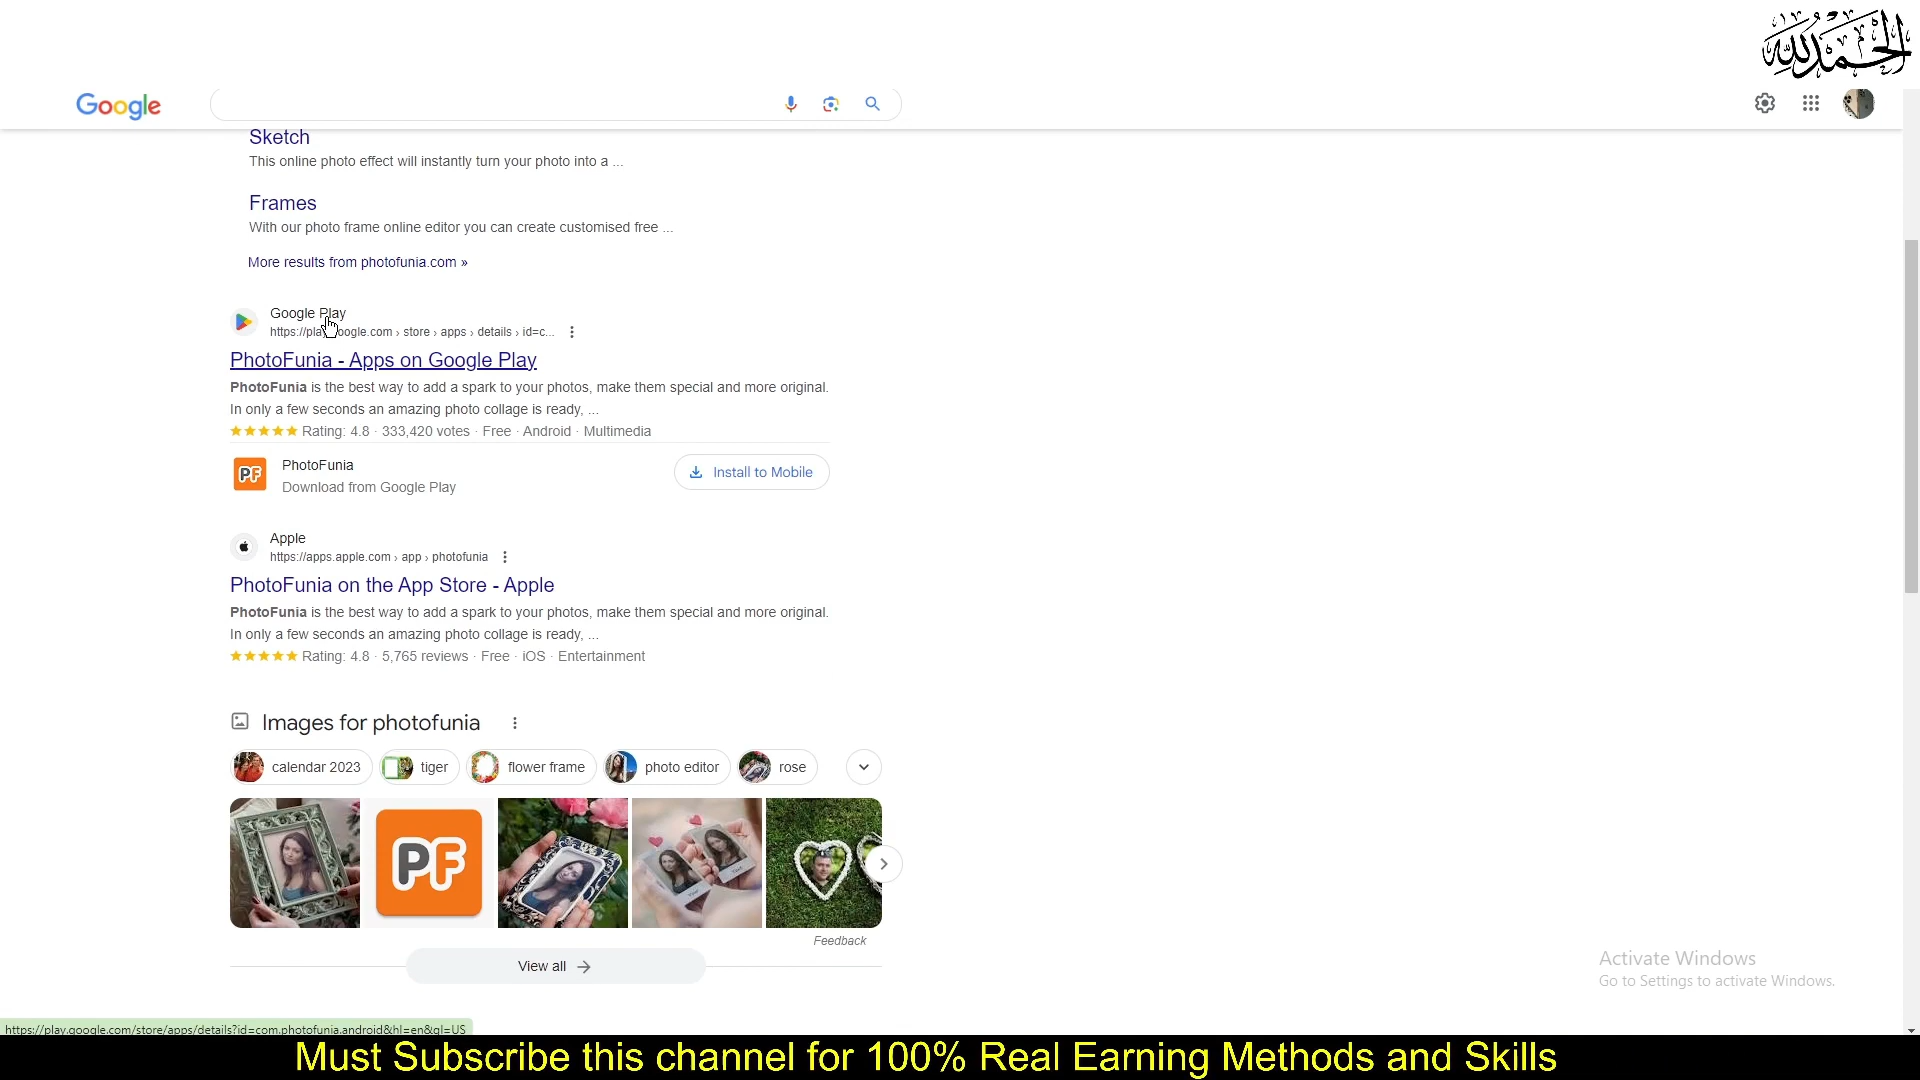 الحمدلله
Google
Sketch
This online photo effect will instantly turn your photo into a ...
Frames
With our photo frame online editor you can create customised free ...
More results from photofunia.com »
Google Play
https://play.google.com › store › apps › details › id=c...
PhotoFunia - Apps on Google Play
PhotoFunia is the best way to add a spark to your photos, make them special and more original.
In only a few seconds an amazing photo collage is ready, ...
Rating: 4.8 · 333,420 votes · Free · Android · Multimedia
PF
PhotoFunia
Download from Google Play
Install to Mobile
Apple
https://apps.apple.com › app › photofunia
PhotoFunia on the App Store - Apple
PhotoFunia is the best way to add a spark to your photos, make them special and more original.
In only a few seconds an amazing photo collage is ready, ...
Rating: 4.8 · 5,765 reviews · Free · iOS · Entertainment
Images for photofunia
calendar 2023
tiger
flower frame
photo editor
rose
PF
Feedback
View all
Activate Windows
Go to Settings to activate Windows.
https://play.google.com/store/apps/details?id=com.photofunia.android&hl=en&gl=US
Must Subscribe this channel for 100% Real Earning Methods and Skills